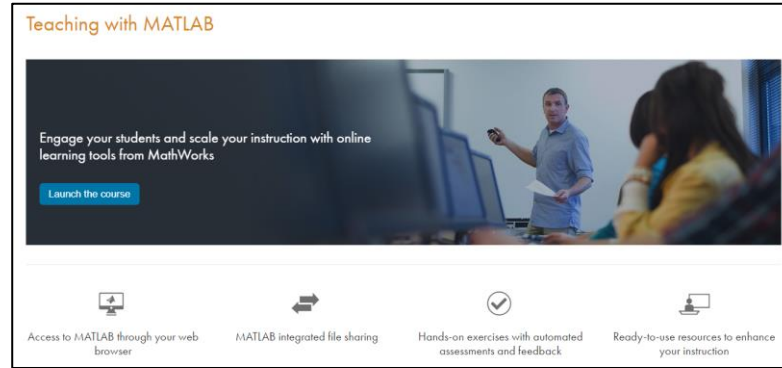 Teaching with MATLAB
Engage your students and scale your instruction with online
learning tools from MathWorks
Launch the course
Access to MATLAB through your web
browser
MATLAB integrated file sharing
Hands-on exercises with automated
assessments and feedback
Ready-to-use resources to enhance
your instruction